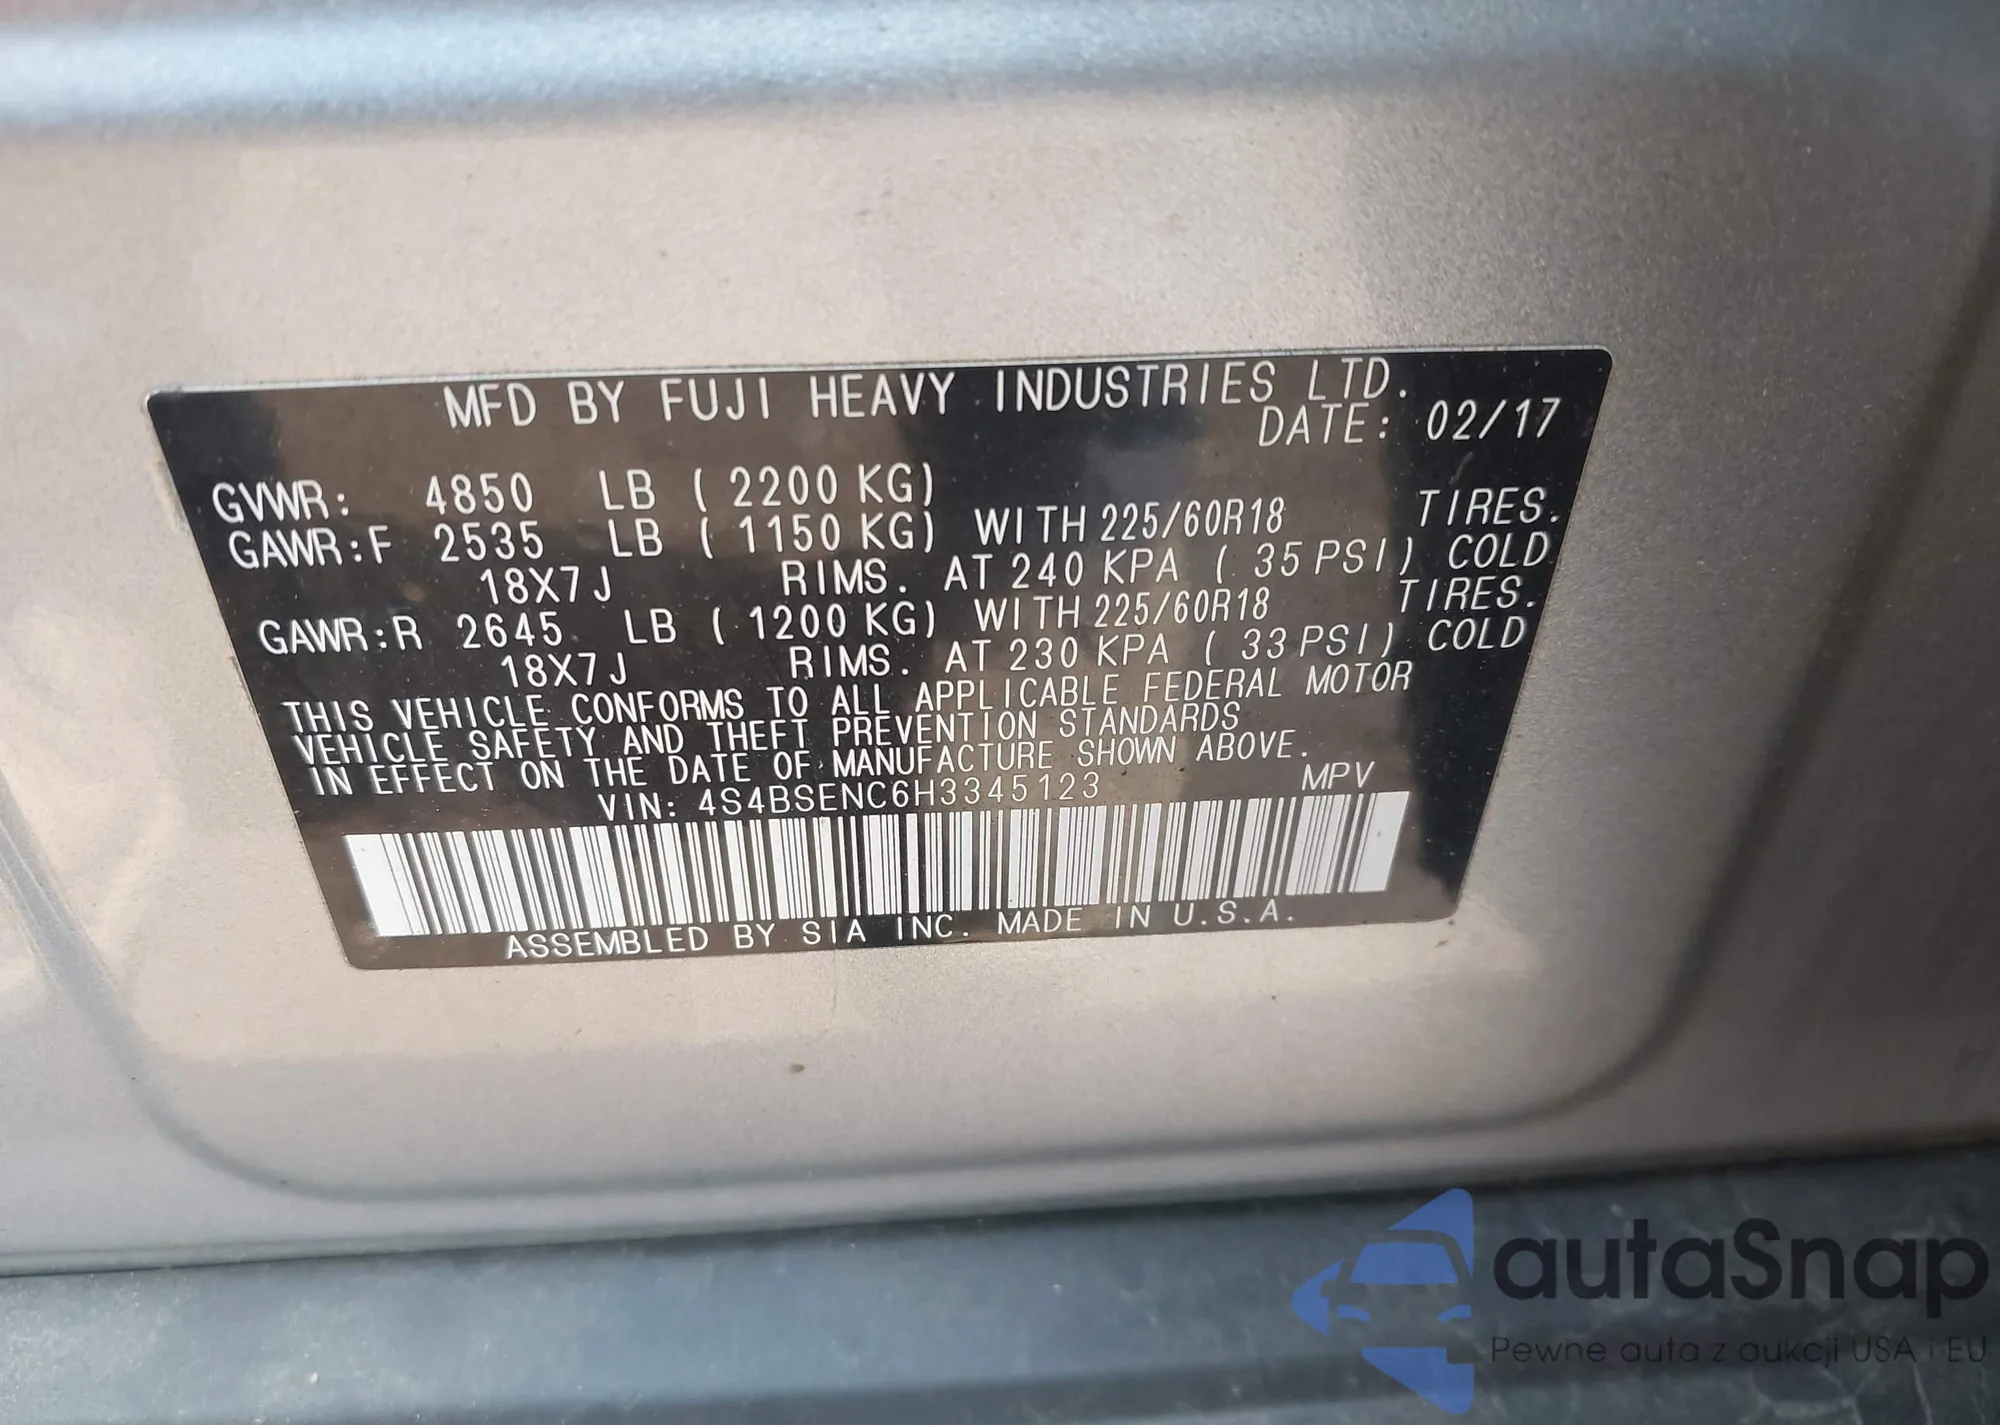 MFD BY FUJI HEAVY INDUSTRIES LTD.
DATE: 02/17
GVWR: 4850 LB ( 2200 KG)
GAWR:F 2535 LB ( 1150 KG) WITH 225/60R18 TIRES.
18X7J RIMS. AT 240 KPA ( 35 PSI) COLD
GAWR:R 2645 LB ( 1200 KG) WITH 225/60R18 TIRES.
18X7J RIMS. AT 230 KPA ( 33 PSI) COLD
THIS VEHICLE CONFORMS TO ALL APPLICABLE FEDERAL MOTOR
VEHICLE SAFETY AND THEFT PREVENTION STANDARDS
IN EFFECT ON THE DATE OF MANUFACTURE SHOWN ABOVE.
VIN: 4S4BSENC6H3345123 MPV
ASSEMBLED BY SIA INC. MADE IN U.S.A.
autaSnap
Pewne auta z aukcji USA i EU